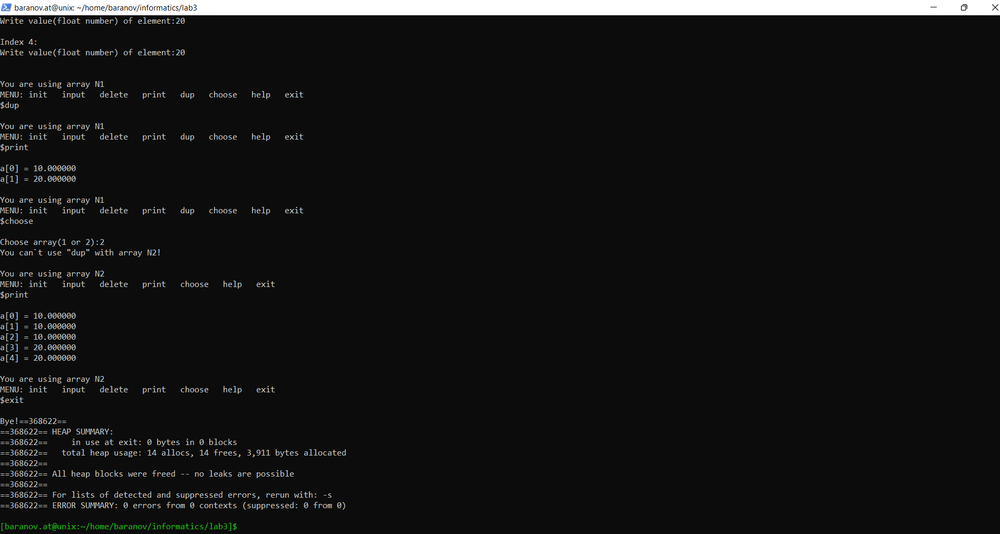 baranov.at@unix: ~/home/baranov/informatics/lab3
Write value(float number) of element:20
Index 4:
Write value(float number) of element:20
You are using array N1
MENU: init   input   delete   print   dup   choose   help   exit
$dup
You are using array N1
MENU: init   input   delete   print   dup   choose   help   exit
$print
a[0] = 10.000000
a[1] = 20.000000
You are using array N1
MENU: init   input   delete   print   dup   choose   help   exit
$choose
Choose array(1 or 2):2
You can`t use "dup" with array N2!
You are using array N2
MENU: init   input   delete   print   choose   help   exit
$print
a[0] = 10.000000
a[1] = 10.000000
a[2] = 10.000000
a[3] = 20.000000
a[4] = 20.000000
You are using array N2
MENU: init   input   delete   print   choose   help   exit
$exit
Bye!==368622==
==368622== HEAP SUMMARY:
==368622==     in use at exit: 0 bytes in 0 blocks
==368622==   total heap usage: 14 allocs, 14 frees, 3,911 bytes allocated
==368622==
==368622== All heap blocks were freed -- no leaks are possible
==368622==
==368622== For lists of detected and suppressed errors, rerun with: -s
==368622== ERROR SUMMARY: 0 errors from 0 contexts (suppressed: 0 from 0)
[baranov.at@unix:~/home/baranov/informatics/lab3]$